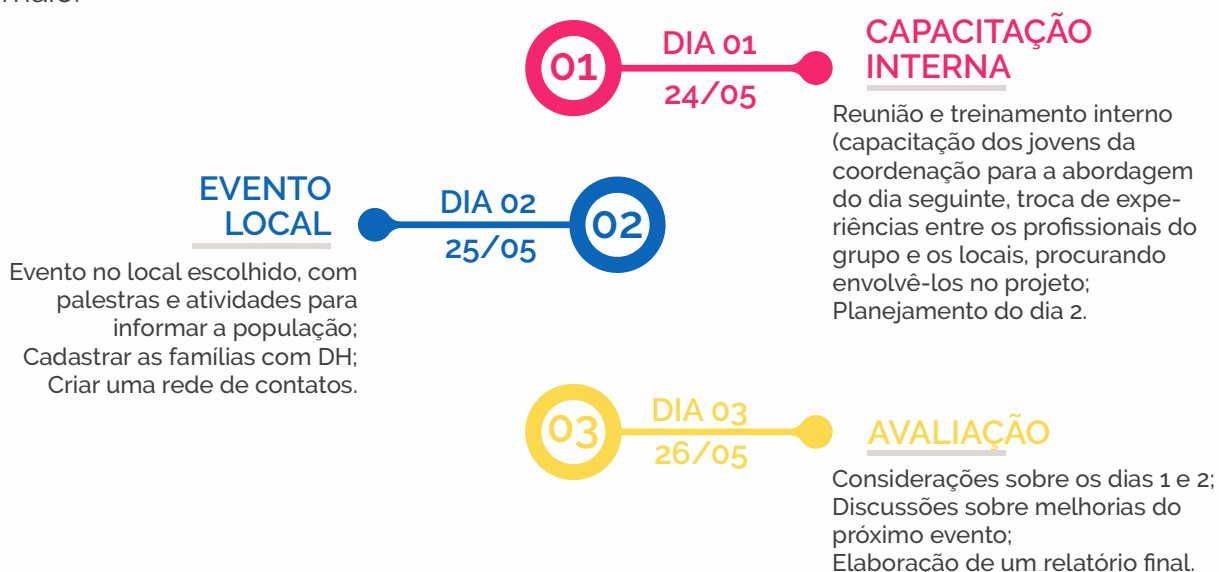 maio.
01
DIA 01
24/05
CAPACITAÇÃO
INTERNA
Reunião e treinamento interno
(capacitação dos jovens da
coordenação para a abordagem
do dia seguinte, troca de expe-
riências entre os profissionais do
grupo e os locais, procurando
envolvê-los no projeto;
Planejamento do dia 2.
EVENTO
LOCAL
DIA 02
25/05
02
Evento no local escolhido, com
palestras e atividades para
informar a população;
Cadastrar as famílias com DH;
Criar uma rede de contatos.
03
DIA 03
26/05
AVALIAÇÃO
Considerações sobre os dias 1 e 2;
Discussões sobre melhorias do
próximo evento;
Elaboração de um relatório final.